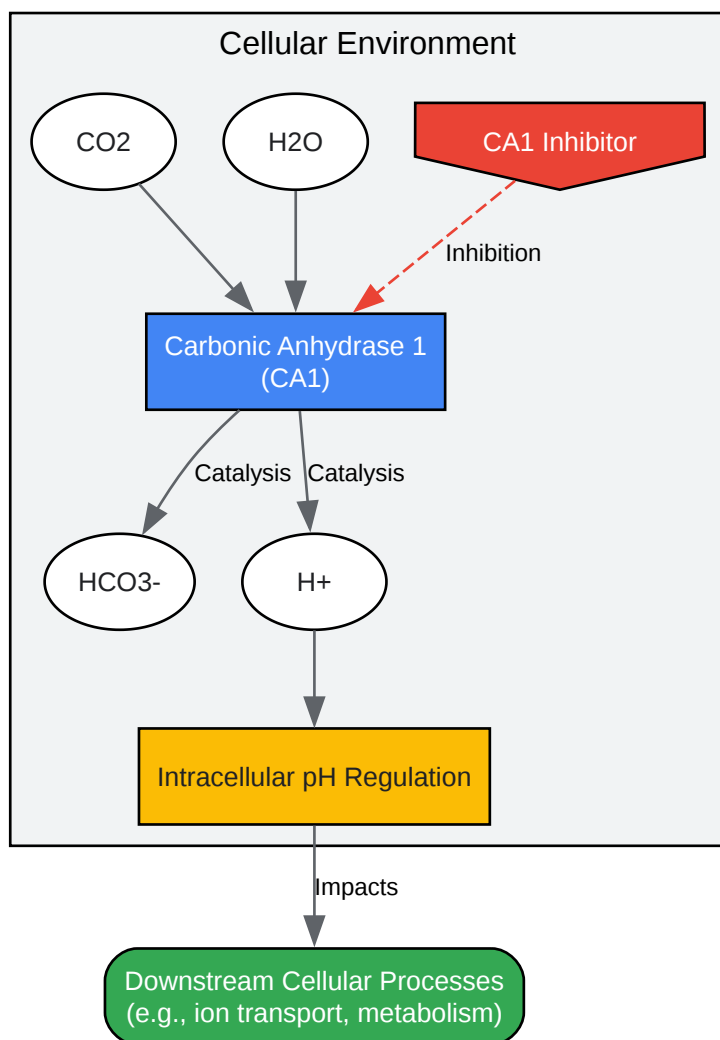 Cellular Environment
CO2
H2O
CA1 Inhibitor
Inhibition
Carbonic Anhydrase 1
(CA1)
Catalysis
Catalysis
HCO3-
H+
Intracellular pH Regulation
Impacts
Downstream Cellular Processes
(e.g., ion transport, metabolism)